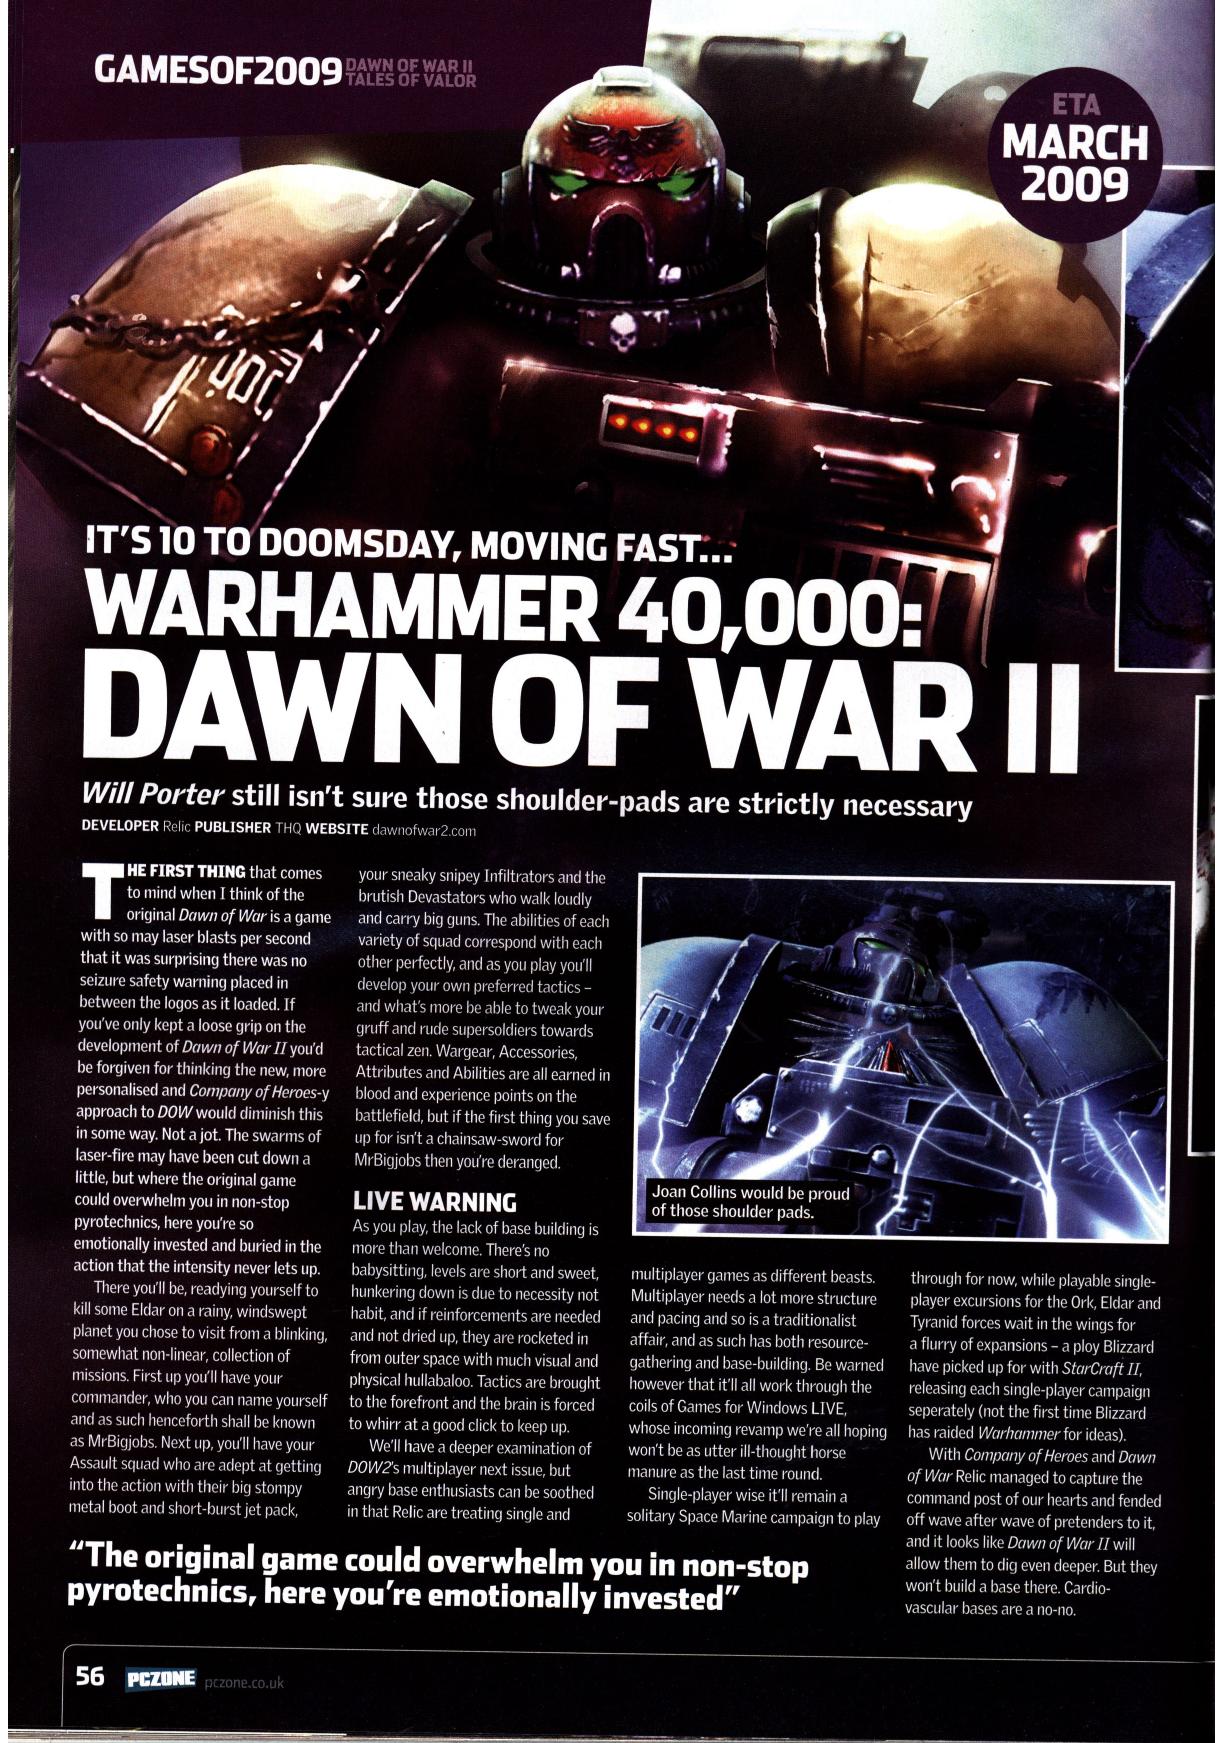 GAMESOF2009 DAWN OF WAR II
TALES OF VALOR
ETA
MARCH
2009
IT'S 10 TO DOOMSDAY, MOVING FAST...
WARHAMMER 40,000:
DAWN OF WAR II
Will Porter still isn't sure those shoulder-pads are strictly necessary
DEVELOPER Relic PUBLISHER THQ WEBSITE dawnofwar2.com
THE FIRST THING that comes
to mind when I think of the
original Dawn of War is a game
with so may laser blasts per second
that it was surprising there was no
seizure safety warning placed in
between the logos as it loaded. If
you've only kept a loose grip on the
development of Dawn of War II you'd
be forgiven for thinking the new, more
personalised and Company of Heroes-y
approach to DOW would diminish this
in some way. Not a jot. The swarms of
laser-fire may have been cut down a
little, but where the original game
could overwhelm you in non-stop
pyrotechnics, here you're so
emotionally invested and buried in the
action that the intensity never lets up.
There you'll be, readying yourself to
kill some Eldar on a rainy, windswept
planet you chose to visit from a blinking,
somewhat non-linear, collection of
missions. First up you'll have your
commander, who you can name yourself
and as such henceforth shall be known
as MrBigjobs. Next up, you'll have your
Assault squad who are adept at getting
into the action with their big stompy
metal boot and short-burst jet pack,
your sneaky snipey Infiltrators and the
brutish Devastators who walk loudly
and carry big guns. The abilities of each
variety of squad correspond with each
other perfectly, and as you play you'll
develop your own preferred tactics –
and what's more be able to tweak your
gruff and rude supersoldiers towards
tactical zen. Wargear, Accessories,
Attributes and Abilities are all earned in
blood and experience points on the
battlefield, but if the first thing you save
up for isn't a chainsaw-sword for
MrBigjobs then you're deranged.
LIVE WARNING
As you play, the lack of base building is
more than welcome. There's no
babysitting, levels are short and sweet,
hunkering down is due to necessity not
habit, and if reinforcements are needed
and not dried up, they are rocketed in
from outer space with much visual and
physical hullabaloo. Tactics are brought
to the forefront and the brain is forced
to whirr at a good click to keep up.
We'll have a deeper examination of
DOW2's multiplayer next issue, but
angry base enthusiasts can be soothed
in that Relic are treating single and
Joan Collins would be proud
of those shoulder pads.
multiplayer games as different beasts.
Multiplayer needs a lot more structure
and pacing and so is a traditionalist
affair, and as such has both resource-
gathering and base-building. Be warned
however that it'll all work through the
coils of Games for Windows LIVE,
whose incoming revamp we're all hoping
won't be as utter ill-thought horse
manure as the last time round.
Single-player wise it'll remain a
solitary Space Marine campaign to play
through for now, while playable single-
player excursions for the Ork, Eldar and
Tyranid forces wait in the wings for
a flurry of expansions – a ploy Blizzard
have picked up for with StarCraft II,
releasing each single-player campaign
seperately (not the first time Blizzard
has raided Warhammer for ideas).
With Company of Heroes and Dawn
of War Relic managed to capture the
command post of our hearts and fended
off wave after wave of pretenders to it,
and it looks like Dawn of War II will
allow them to dig even deeper. But they
won't build a base there. Cardio-
vascular bases are a no-no.
"The original game could overwhelm you in non-stop
pyrotechnics, here you're emotionally invested"
56 PCZONE pczone.co.uk